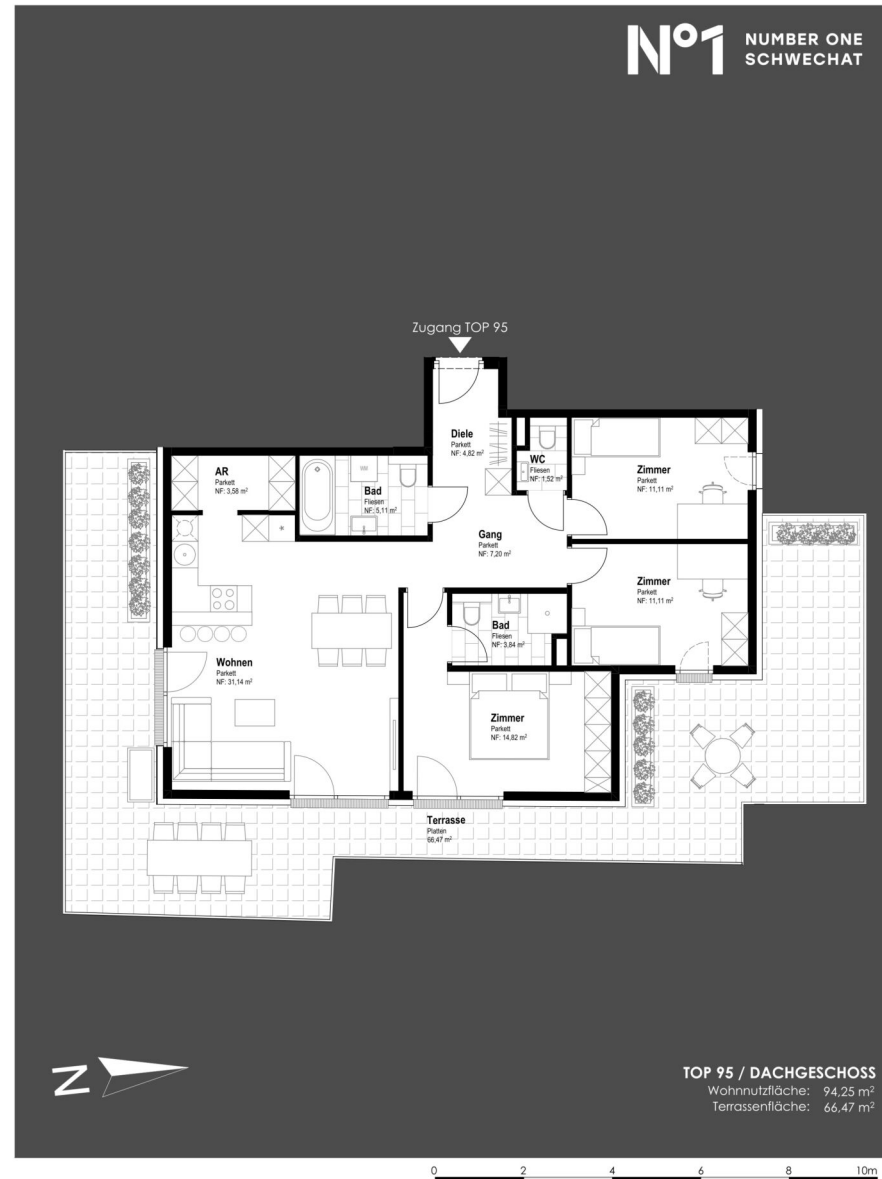 Nº1
NUMBER ONE
SCHWECHAT
Zugang TOP 95
Diele
Parkett
NF: 4,82 m²
WC
Fliesen
NF: 1,52 m²
Zimmer
Parkett
NF: 11,11 m²
AR
Parkett
NF: 3,58 m²
WM
Bad
Fliesen
NF: 5,11 m²
Gang
Parkett
NF: 7,20 m²
Zimmer
Parkett
NF: 11,11 m²
Bad
Fliesen
NF: 3,84 m²
Wohnen
Parkett
NF: 31,14 m²
Zimmer
Parkett
NF: 14,82 m²
Terrasse
Platten
66,47 m²
N
TOP 95 / DACHGESCHOSS
Wohnnutzfläche: 94,25 m²
Terrassenfläche: 66,47 m²
0 2 4 6 8 10m